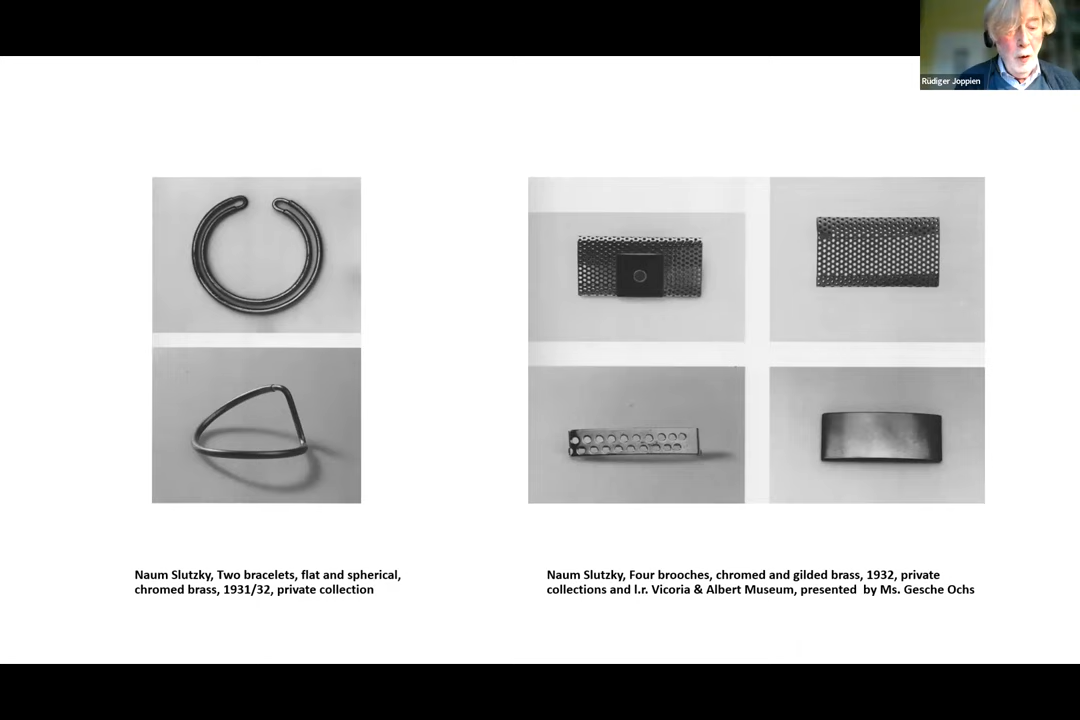 Rüdiger Joppien
Naum Slutzky, Two bracelets, flat and spherical,
chromed brass, 1931/32, private collection
Naum Slutzky, Four brooches, chromed and gilded brass, 1932, private
collections and l.r. Vicoria & Albert Museum, presented  by Ms. Gesche Ochs